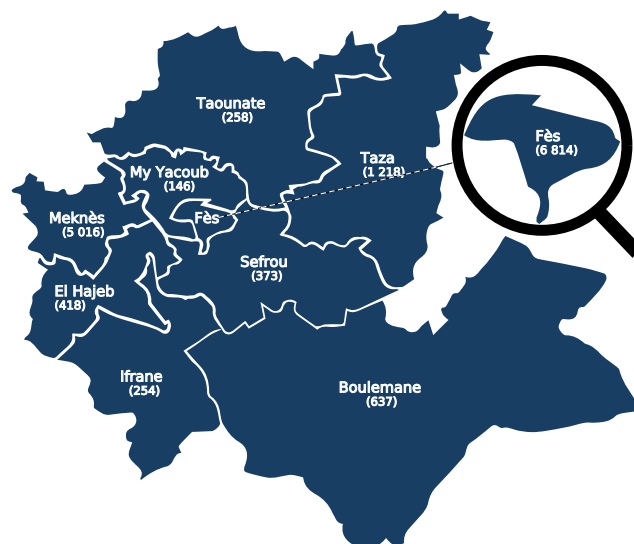 Taounate
(258)
Fès
(6 814)
Taza
(1 218)
My Yacoub
(146)
Meknès
(5 016)
Fès
Sefrou
(373)
El Hajeb
(418)
Ifrane
(254)
Boulemane
(637)